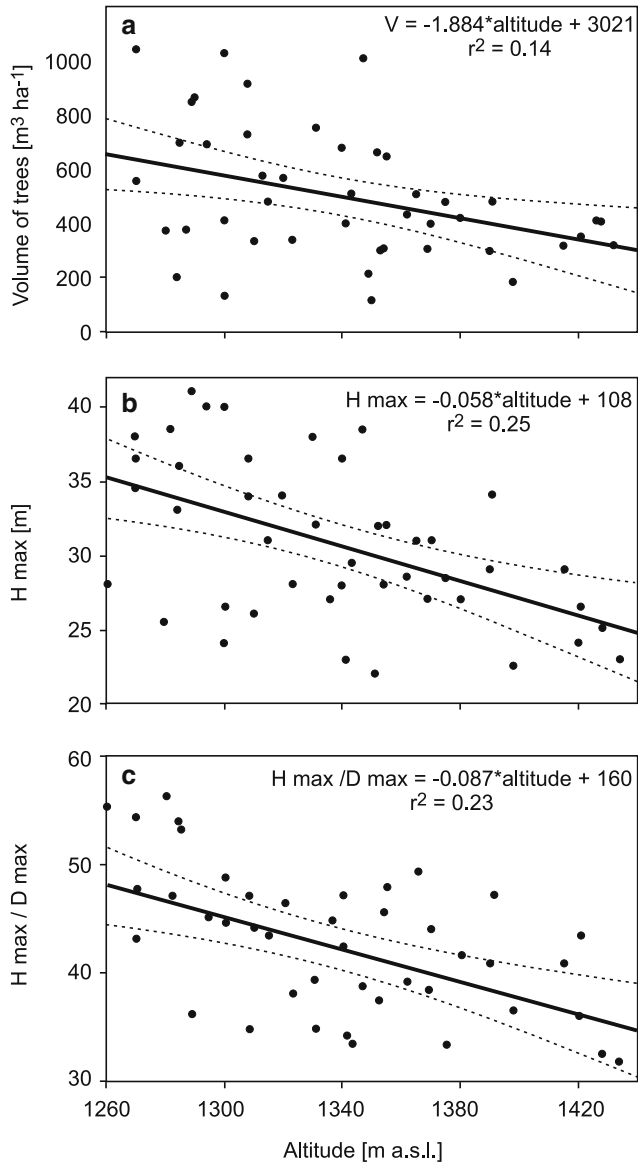 a
V = -1.884*altitude + 3021
r² = 0.14
1000
800
600
400
200
0
Volume of trees [m³ ha⁻¹]
b
H max = -0.058*altitude + 108
r² = 0.25
40
35
30
25
20
H max [m]
c
H max /D max = -0.087*altitude + 160
r² = 0.23
60
50
40
30
H max / D max
1260 1300 1340 1380 1420
Altitude [m a.s.l.]